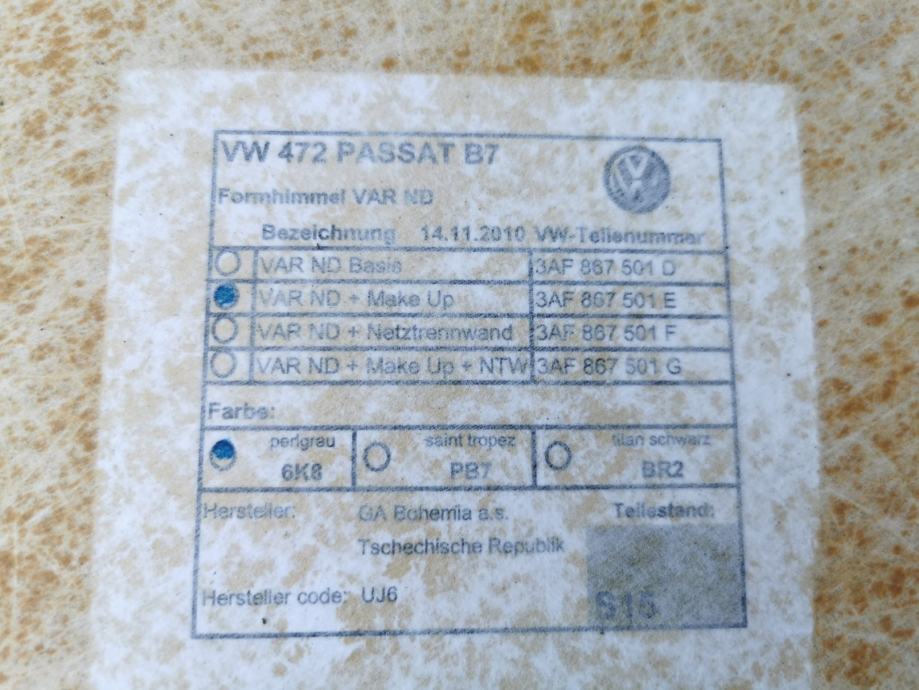 VW 472 PASSAT B7
Formhimmel VAR ND
Bezeichnung 14.11.2010 VW-Teilenummer
VAR ND Basis 3AF 867 501 D
VAR ND + Make Up 3AF 867 501 E
VAR ND + Netztrennwand 3AF 867 501 F
VAR ND + Make Up + NTW 3AF 867 501 G
Farbe:
perlgrau saint tropez titan schwarz
6K8 PB7 BR2
Hersteller: GA Bohemia a.s. Teilestand:
Tschechische Republik
Hersteller code: UJ6 S15